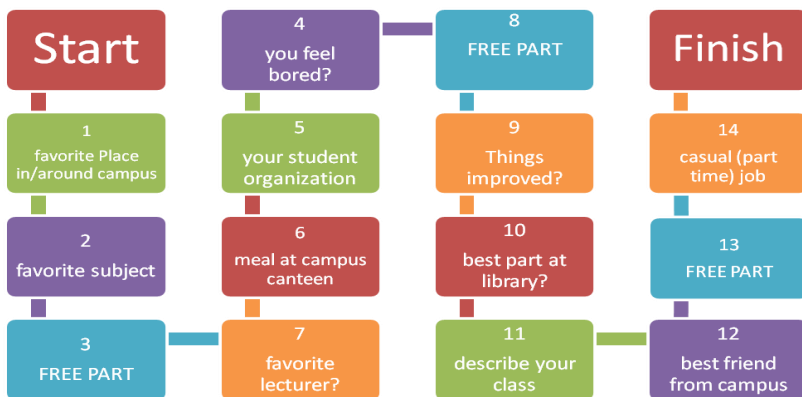 Start
1
favorite Place
in/around campus
2
favorite subject
3
FREE PART
4
you feel
bored?
5
your student
organization
6
meal at campus
canteen
7
favorite
lecturer?
8
FREE PART
9
Things
improved?
10
best part at
library?
11
describe your
class
12
best friend
from campus
13
FREE PART
14
casual (part
time) job
Finish